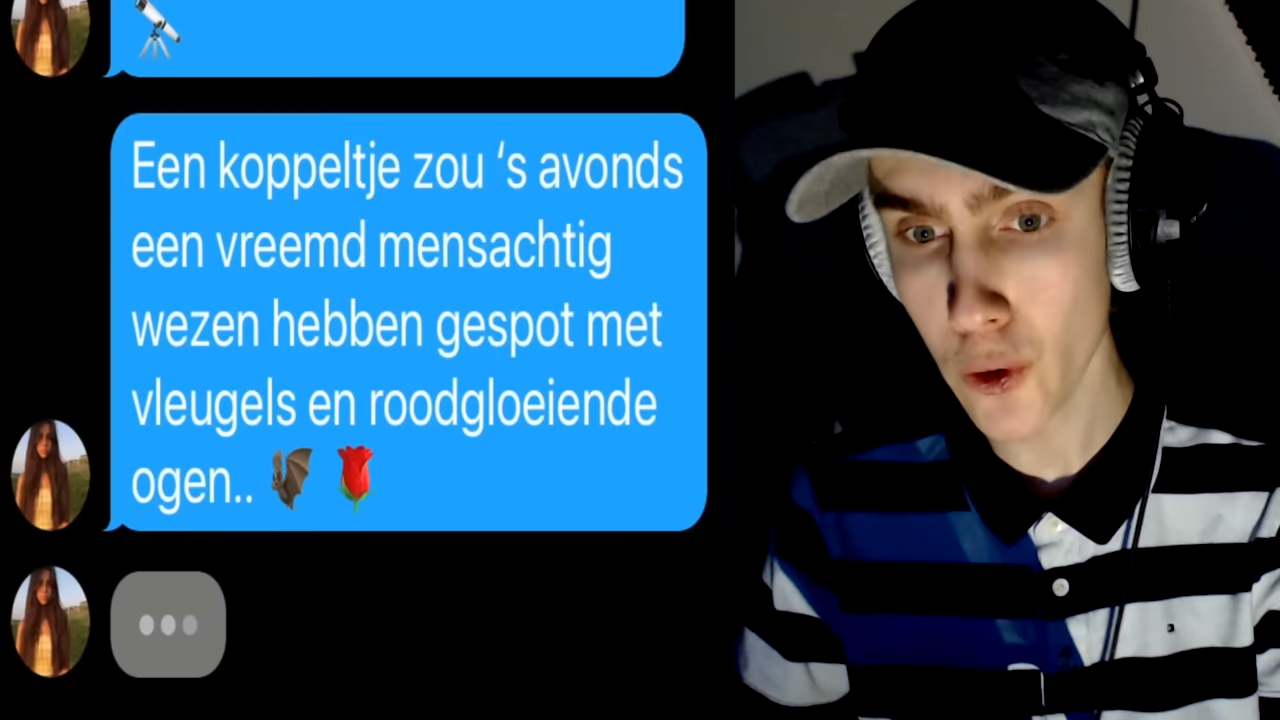 Een koppeltje zou ‘s avonds
een vreemd mensachtig
wezen hebben gespot met
vleugels en roodgloeiende
ogen.. 🦇 🌹